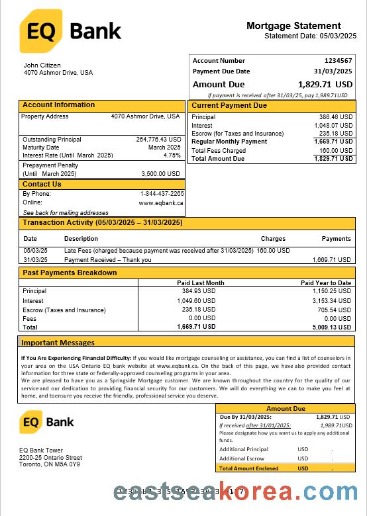 EQ Bank
Mortgage Statement
Statement Date: 05/03/2025
John Citizen
4070 Ashmor Drive, USA
Account Number 1234567
Payment Due Date 31/03/2025
Amount Due 1,829.71 USD
If payment is received after 31/03/25, pay 1,989.71USD
Account Information
Property Address 4070 Ashmor Drive, USA
Outstanding Principal 264,776.43 USD
Maturity Date March 2025
Interest Rate (Until March 2025) 4.75%
Prepayment Penalty
(Until March 2025) 3,500.00 USD
Contact Us
By Phone: 1-844-437-2265
Online: www.eqbank.ca
See back for mailing addresses
Current Payment Due
Principal 386.46 USD
Interest 1,048.07 USD
Escrow (for Taxes and Insurance) 235.18 USD
Regular Monthly Payment 1,669.71 USD
Total Fees Charged 160.00 USD
Total Amount Due 1,829.71 USD
Transaction Activity (05/03/2025 – 31/03/2025)
Date Description Charges Payments
05/03/25 Late Fees (charged because payment was received after 31/03/2025) 160.00 USD
31/03/25 Payment Received – Thank you 1,669.71 USD
Past Payments Breakdown
Paid Last Month Paid Year to Date
Principal 384.93 USD 1,150.25 USD
Interest 1,049.60 USD 3,153.34 USD
Escrow (Taxes and Insurance) 235.18 USD 705.54 USD
Fees 0.00 USD 0.00 USD
Total 1,669.71 USD 5,009.13 USD
Important Messages
If You Are Experiencing Financial Difficulty: If you would like mortgage counseling or assistance, you can find a list of counselors in
your area on the USA Ontario EQ bank website at www.eqbank.ca. On the back of this page, we have also provided contact
information for three state or federally-approved counseling programs in your area.
We are pleased to have you as a Springside Mortgage customer. We are known throughout the country for the quality of our
service and our dedication to providing financial security for our customers. We will do everything we can to make you feel at
home, and to ensure you receive the friendly, professional service you deserve.
EQ Bank
EQ Bank Tower
2200-25 Ontario Street
Toronto, ON M5A 0Y9
Amount Due
Due By 31/03/2025: 1,829.71 USD
If received after 31/03/2025: 1,989.71USD
Please designate how you want us to apply any additional
funds.
Additional Principal USD
Additional Escrow USD
Total Amount Enclosed USD
eastseakorea.com